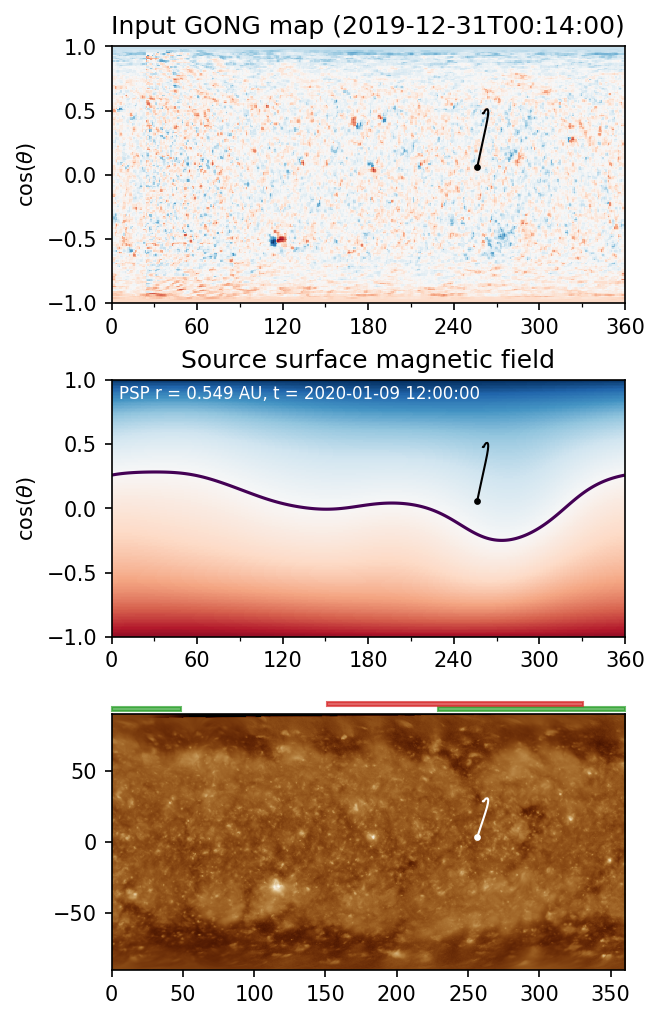 Input GONG map (2019-12-31T00:14:00)
1.0
0.5
0.0
−0.5
−1.0
cos(θ)
0 60 120 180 240 300 360
Source surface magnetic field
PSP r = 0.549 AU, t = 2020-01-09 12:00:00
1.0
0.5
0.0
−0.5
−1.0
cos(θ)
0 60 120 180 240 300 360
50
0
−50
0 50 100 150 200 250 300 350